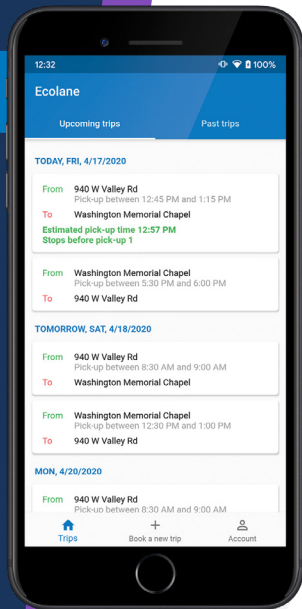 12:32
100%
Ecolane
Upcoming trips
Past trips
TODAY, FRI, 4/17/2020
From 940 W Valley Rd
Pick-up between 12:45 PM and 1:15 PM
To Washington Memorial Chapel
Estimated pick-up time 12:57 PM
Stops before pick-up 1
From Washington Memorial Chapel
Pick-up between 5:30 PM and 6:00 PM
To 940 W Valley Rd
TOMORROW, SAT, 4/18/2020
From 940 W Valley Rd
Pick-up between 8:30 AM and 9:00 AM
To Washington Memorial Chapel
From Washington Memorial Chapel
Pick-up between 12:30 PM and 1:00 PM
To 940 W Valley Rd
MON, 4/20/2020
From 940 W Valley Rd
Pick-up between 8:30 AM and 9:00 AM
Trips
Book a new trip
Account